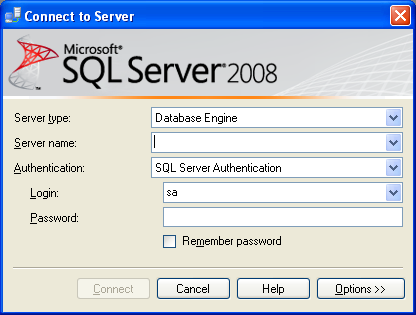 Connect to Server
Microsoft®
SQL Server® 2008
Server type: Database Engine
Server name:
Authentication: SQL Server Authentication
Login: sa
Password:
Remember password
Connect Cancel Help Options >>